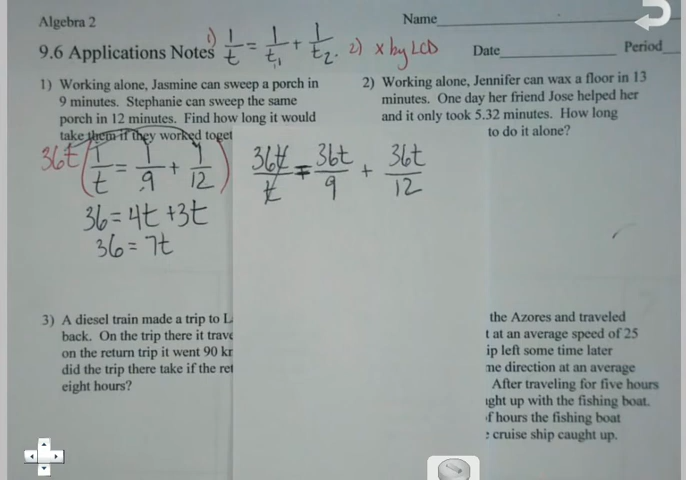 Algebra 2
Name
9.6 Applications Notes
1) 1/t = 1/t₁ + 1/t₂. 2) x by LCD
Date
Period
1) Working alone, Jasmine can sweep a porch in
9 minutes. Stephanie can sweep the same
porch in 12 minutes. Find how long it would
take them if they worked toget
36t(1/t = 1/9 + 1/12)
36 = 4t + 3t
36 = 7t
36t/t = 36t/9 + 36t/12
2) Working alone, Jennifer can wax a floor in 13
minutes. One day her friend Jose helped her
and it only took 5.32 minutes. How long
to do it alone?
3) A diesel train made a trip to L
back. On the trip there it trave
on the return trip it went 90 k
did the trip there take if the ret
eight hours?
the Azores and traveled
t at an average speed of 25
ip left some time later
ne direction at an average
After traveling for five hours
ught up with the fishing boat.
f hours the fishing boat
cruise ship caught up.